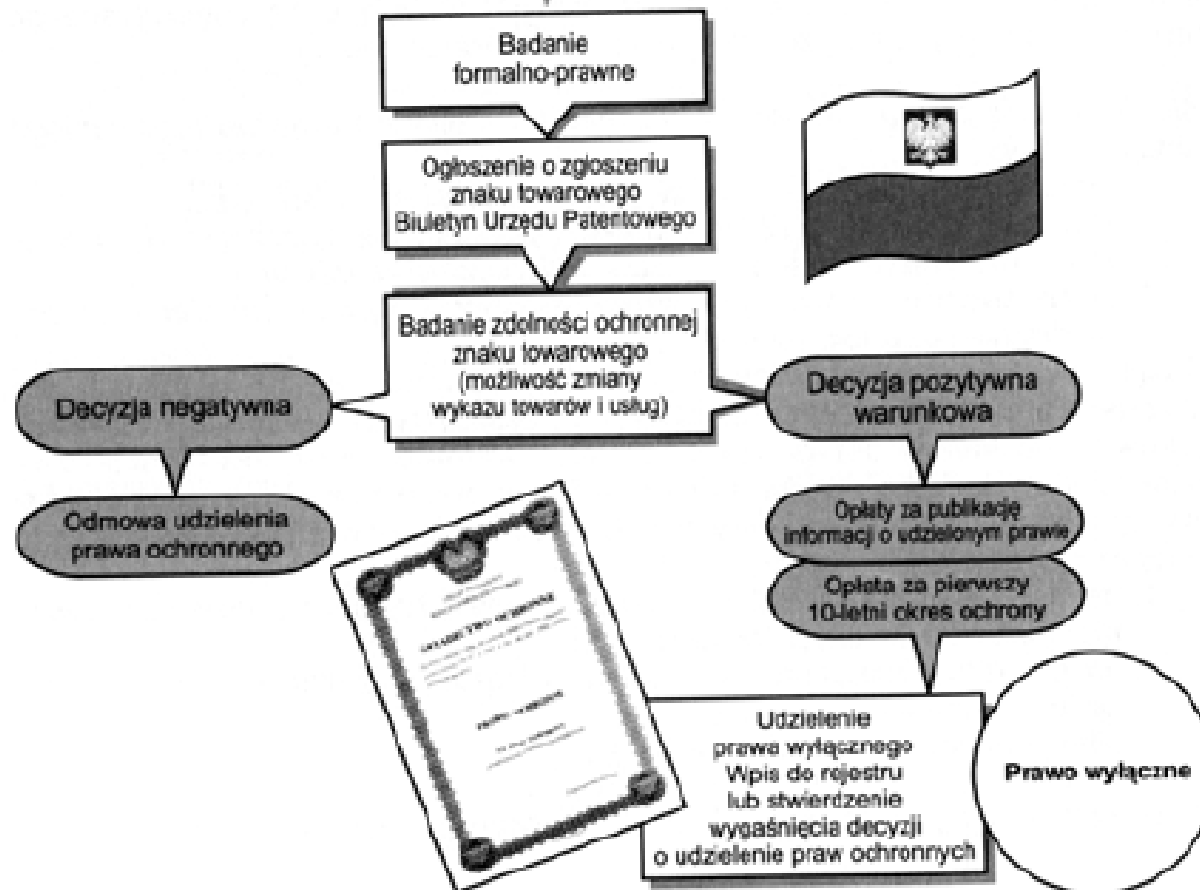 Badanie
formalno-prawne
Ogłoszenie o zgłoszeniu
znaku towarowego
Biuletyn Urzędu Patentowego
Badanie zdolności ochronnej
znaku towarowego
(możliwość zmiany
wykazu towarów i usług)
Decyzja negatywna
Odmowa udzielenia
prawa ochronnego
Decyzja pozytywna
warunkowa
Opłaty za publikację
informacji o udzielonym prawie
Opłata za pierwszy
10-letni okres ochrony
Udzielenie
prawa wyłącznego
Wpis do rejestru
lub stwierdzenie
wygaśnięcia decyzji
o udzielenie praw ochronnych
Prawo wyłączne